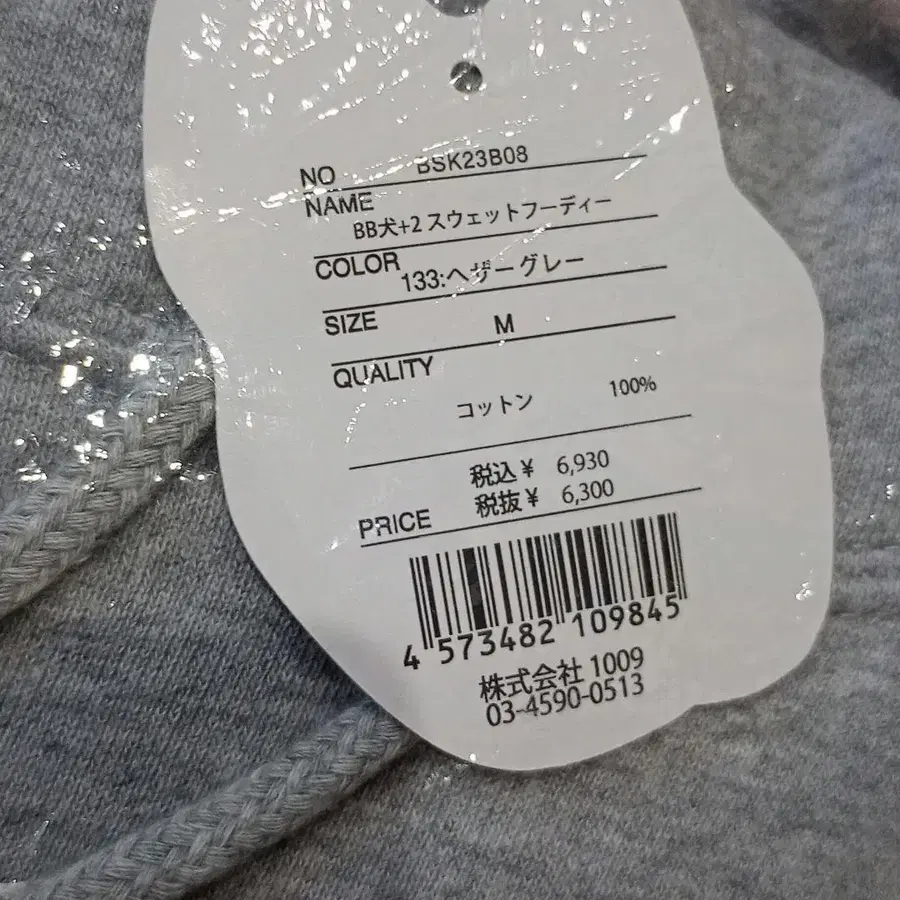 NO BSK23B08
NAME
BB犬+2 スウェットフーディー
COLOR 133:ヘザーグレー
SIZE M
QUALITY
コットン 100%
税込¥ 6,930
PRICE 税抜¥ 6,300
4 573482 109845
株式会社 1009
03-4590-0513